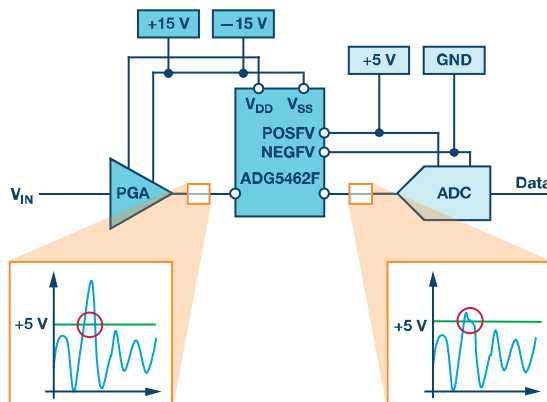 +15 V
—15 V
+5 V
GND
VDD
VSS
POSFV
NEGFV
ADG5462F
VIN
PGA
ADC
Data
+5 V
+5 V